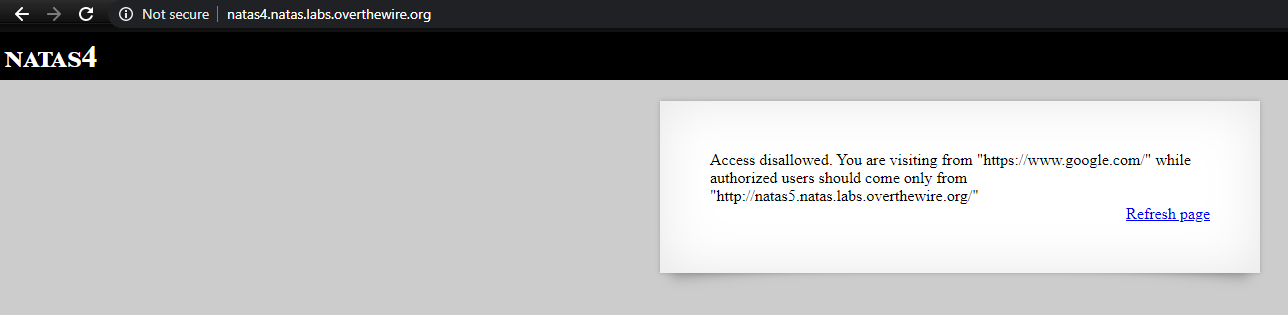 Not secure natas4.natas.labs.overthewire.org
NATAS4
Access disallowed. You are visiting from "https://www.google.com/" while
authorized users should come only from
"http://natas5.natas.labs.overthewire.org/"
Refresh page